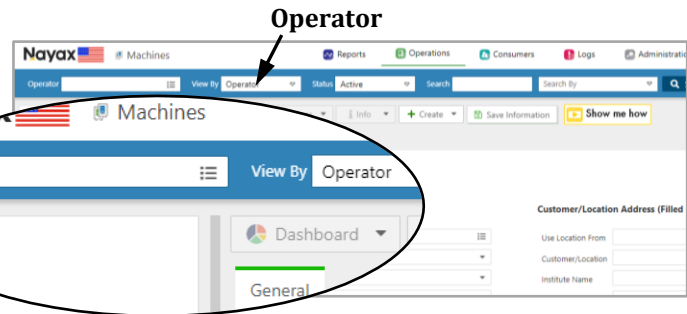 Operator
Nayax Machines Reports Operations Consumers Logs Administratio
Operator View By Operator Status Active Search Search By
Info + Create Save Information Show me how
Machines
View By Operator
Dashboard
General
Customer/Location Address (Filled
Use Location From
Customer/Location
Institute Name